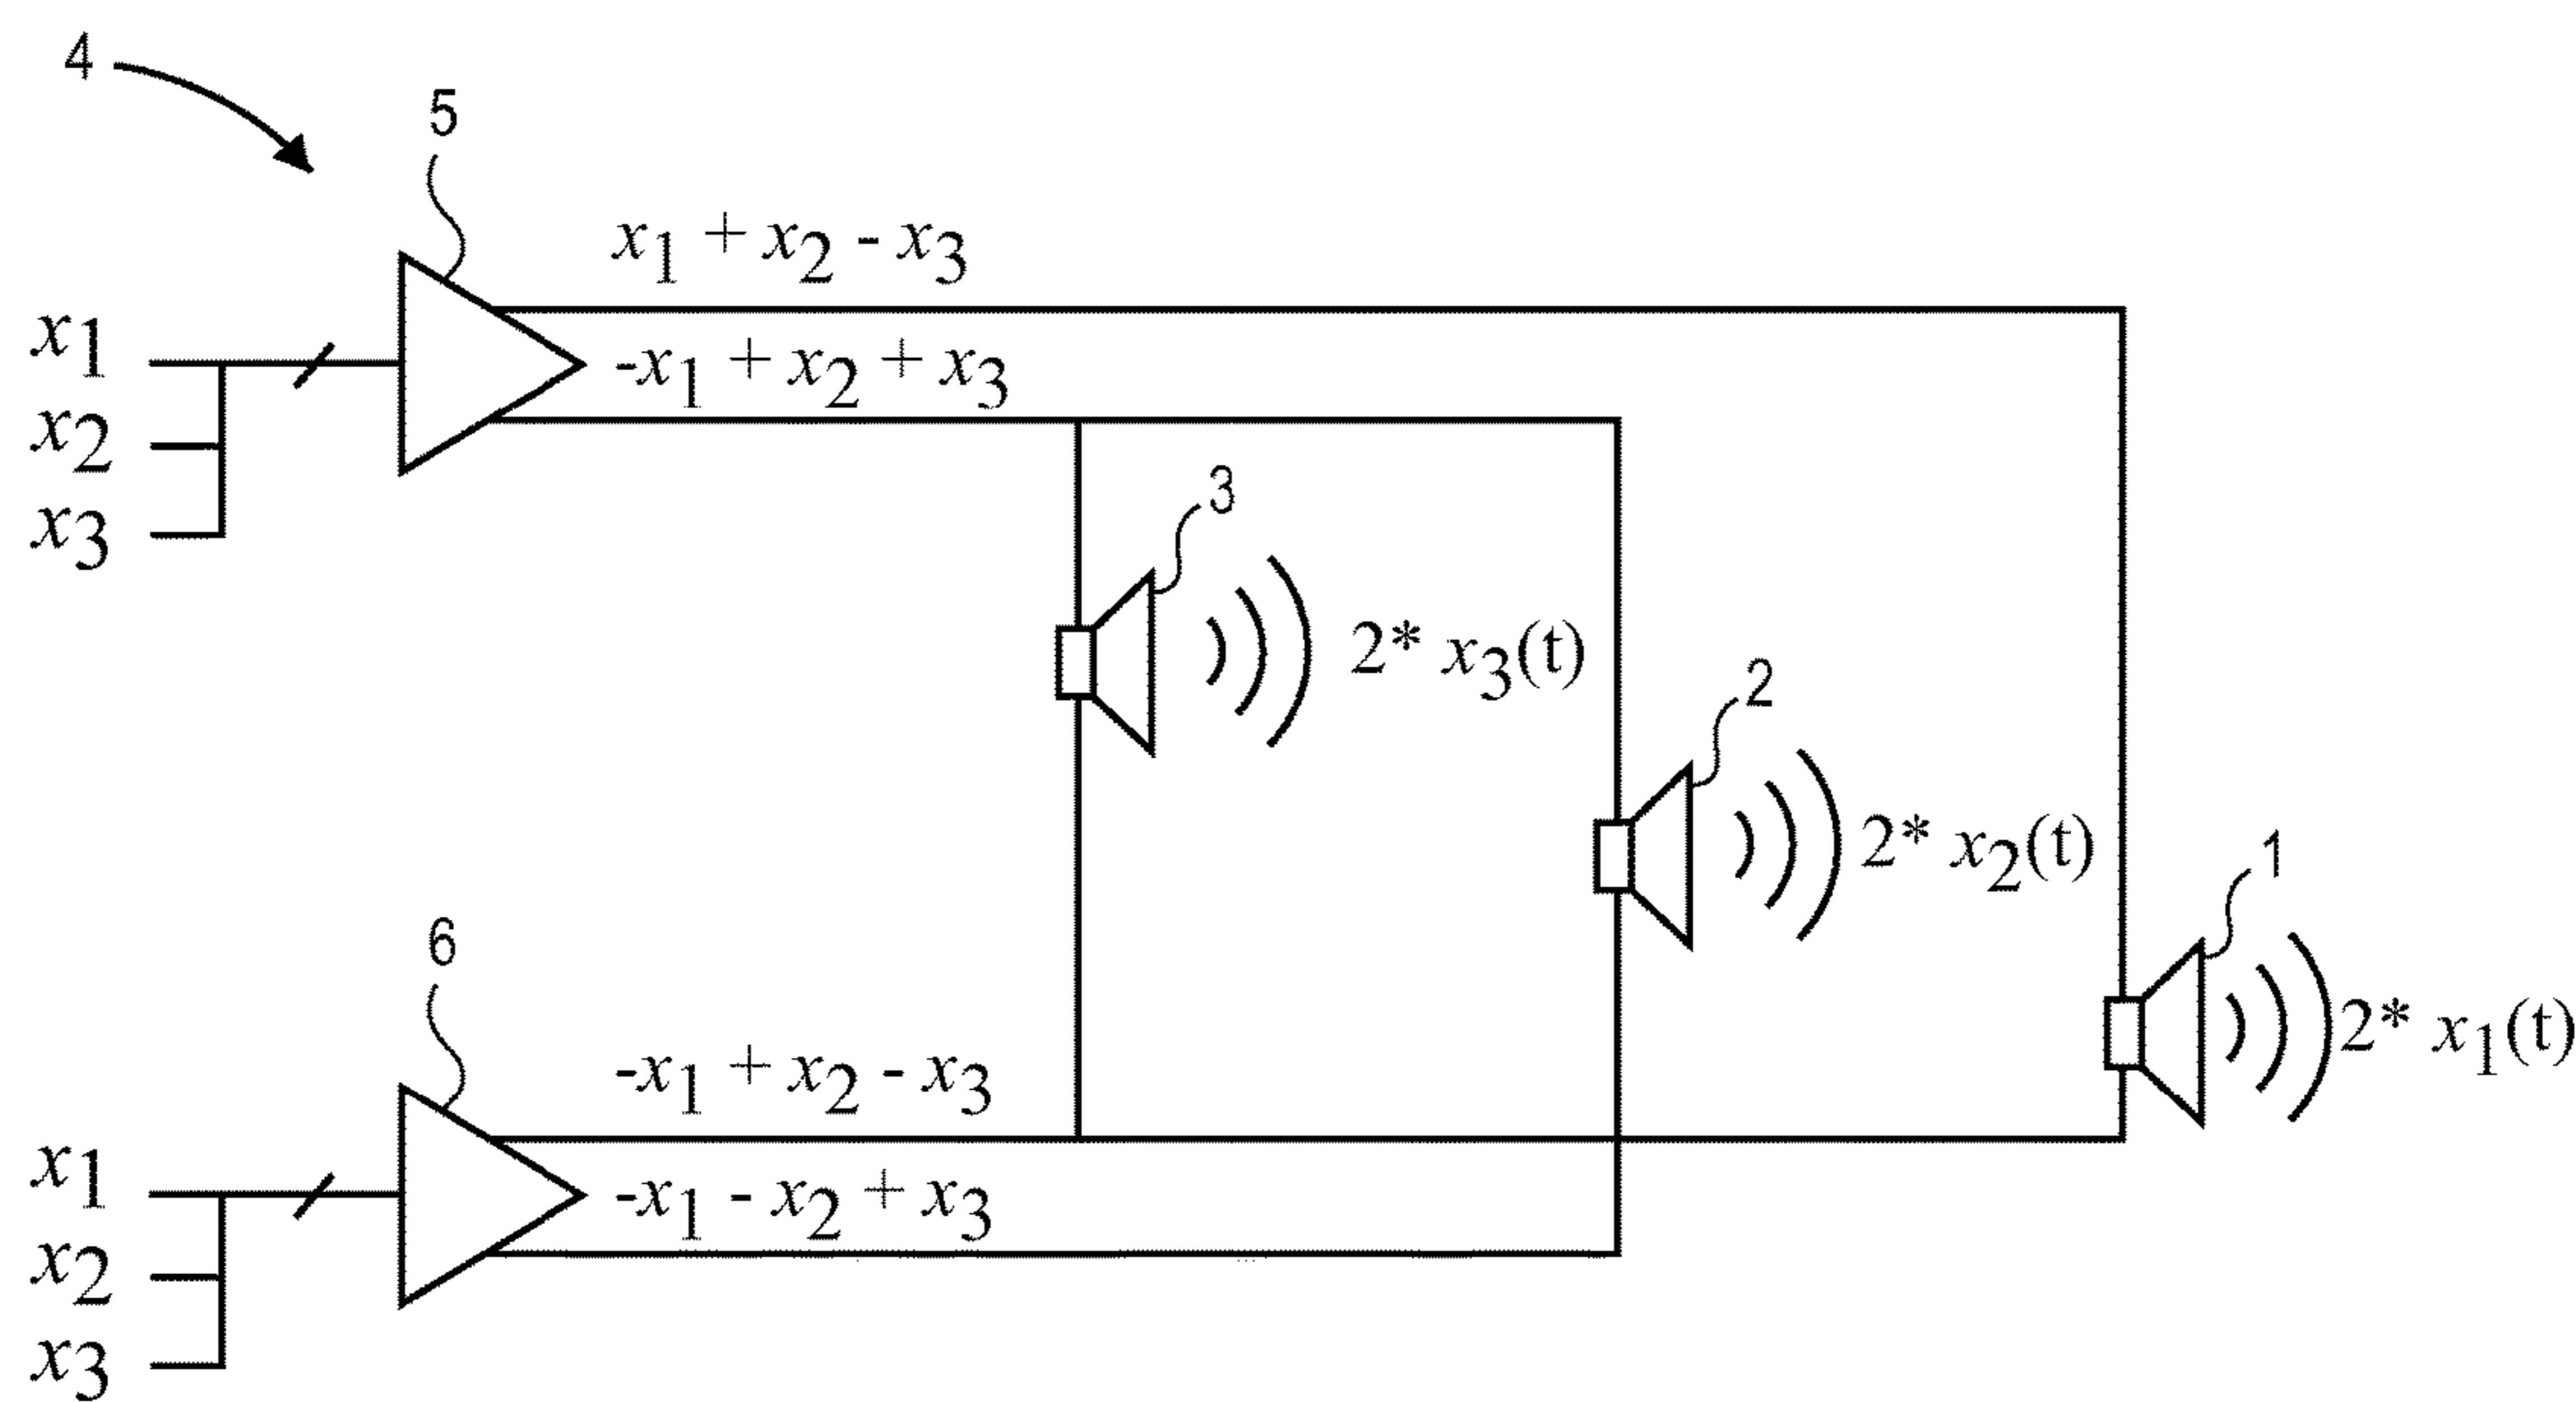 4
5
x1 + x2 - x3
x1
-x1 + x2 + x3
x2
x3
3
2* x3(t)
2
2* x2(t)
1
6
2* x1(t)
-x1 + x2 - x3
x1
-x1 - x2 + x3
x2
x3